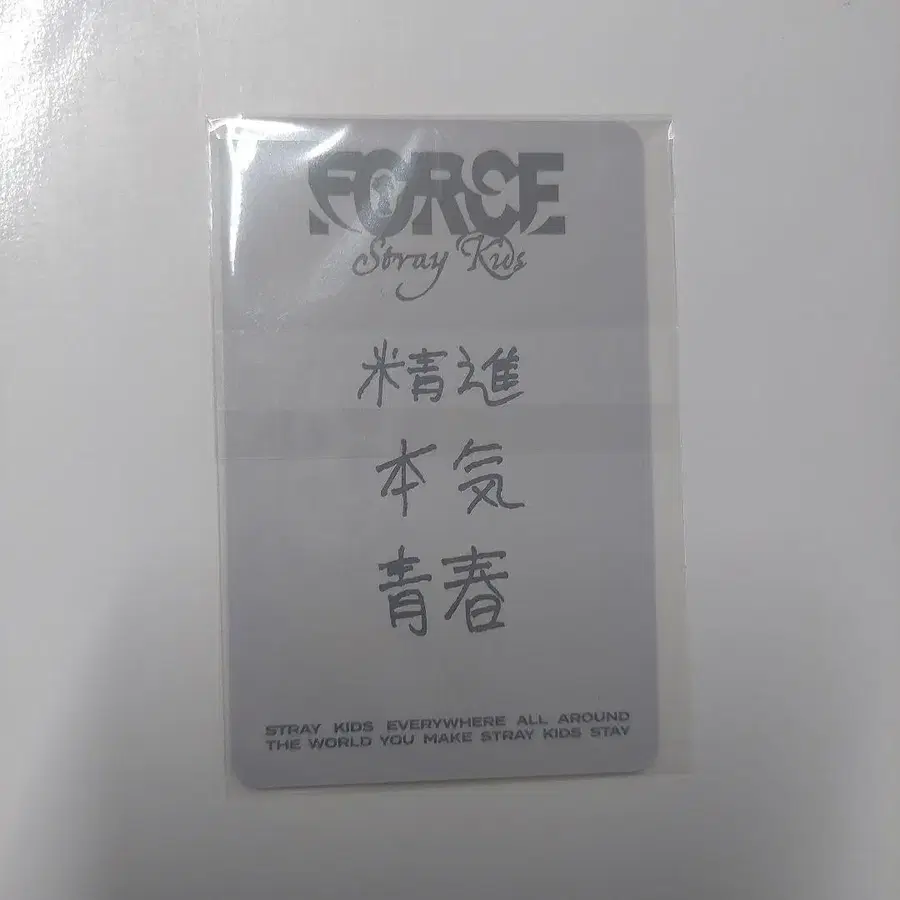 FORCE
Stray Kids
精進
本気
青春
STRAY KIDS EVERYWHERE ALL AROUND
THE WORLD YOU MAKE STRAY KIDS STAY